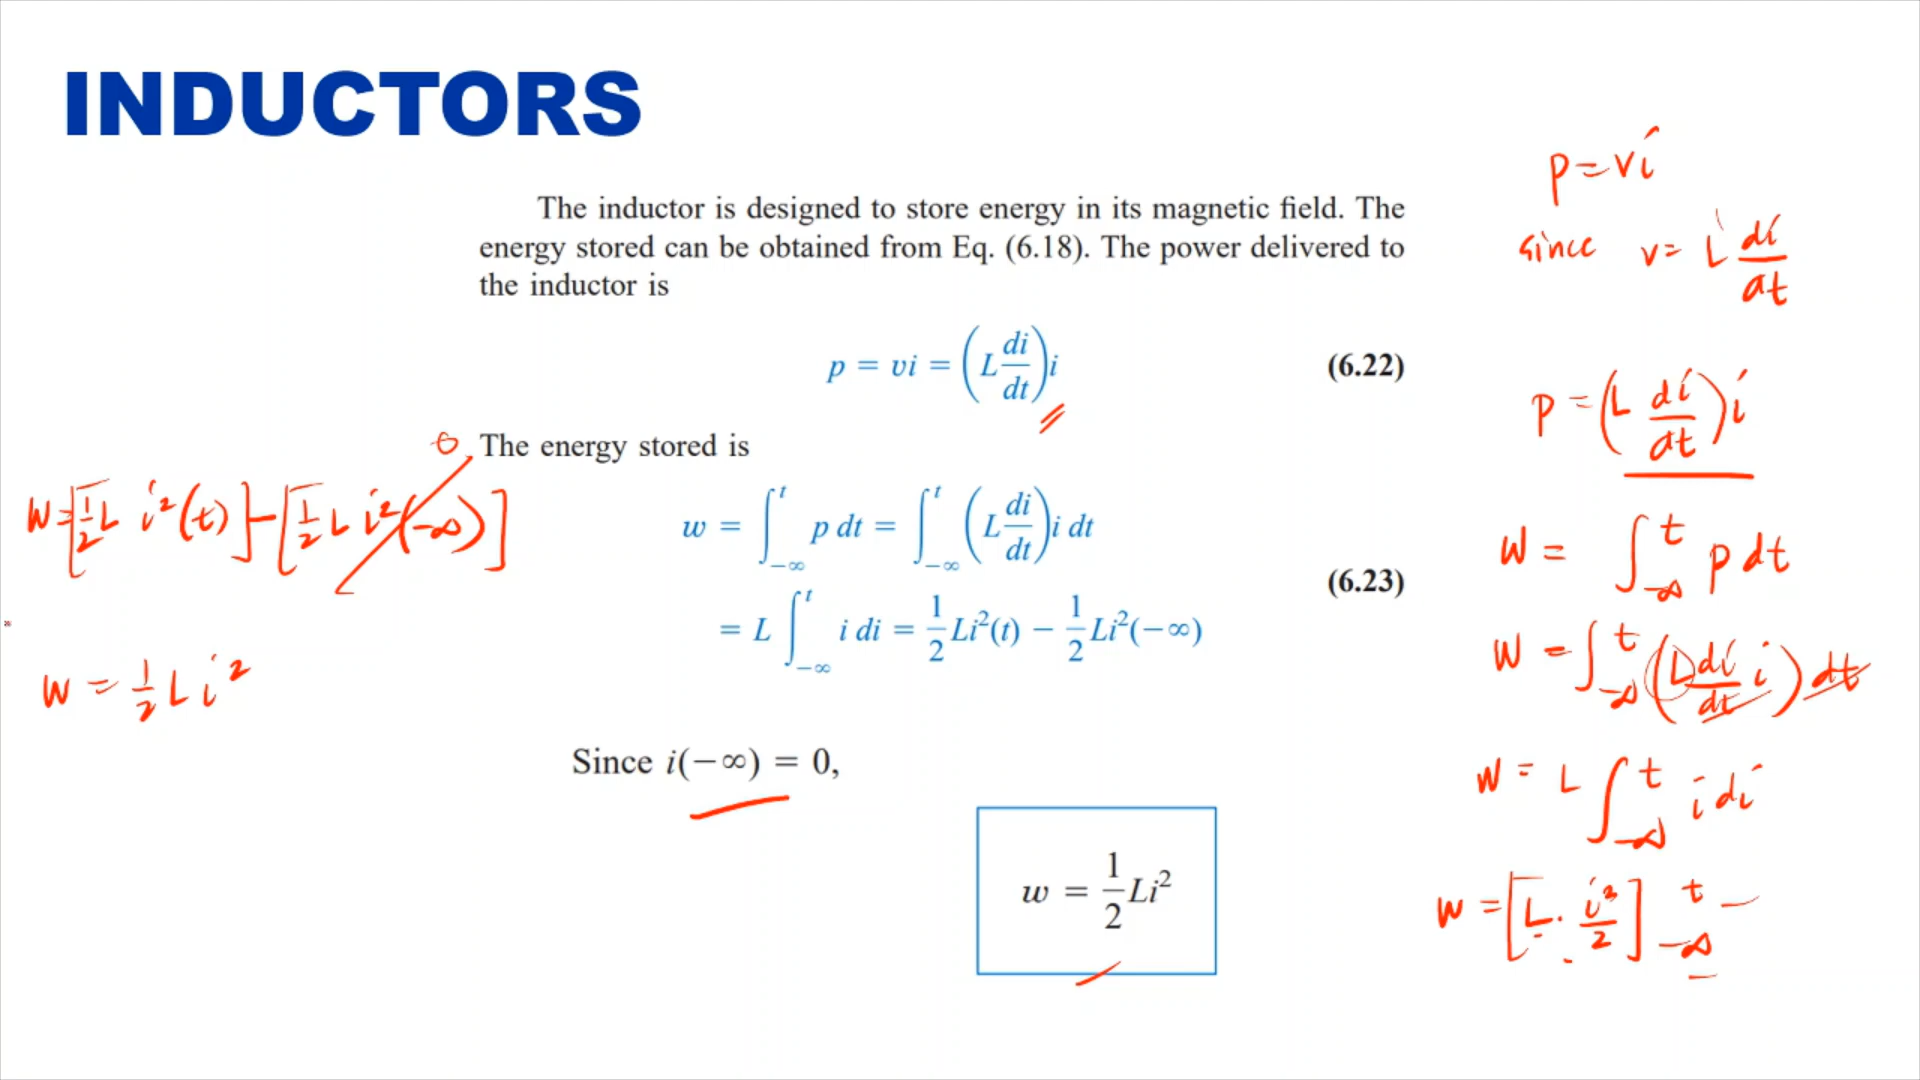 INDUCTORS
The inductor is designed to store energy in its magnetic field. The
energy stored can be obtained from Eq. (6.18). The power delivered to
the inductor is
p = vi = (L di/dt) i (6.22)
The energy stored is
w = ∫_{-∞}^{t} p dt = ∫_{-∞}^{t} (L di/dt) i dt
= L ∫_{-∞}^{t} i di = 1/2 Li²(t) − 1/2 Li²(−∞) (6.23)
Since i(−∞) = 0,
w = 1/2 Li²
p = vi
since v = L di/dt
p = (L di/dt) i
W = ∫_{-∞}^{t} p dt
W = ∫_{-∞}^{t} (L di/dt i) dt
W = L ∫_{-∞}^{t} i di
W = [L · i²/2]_{-∞}^{t}
0
W = [1/2 L i²(t)] − [1/2 L i²(−∞)]
W = 1/2 L i²